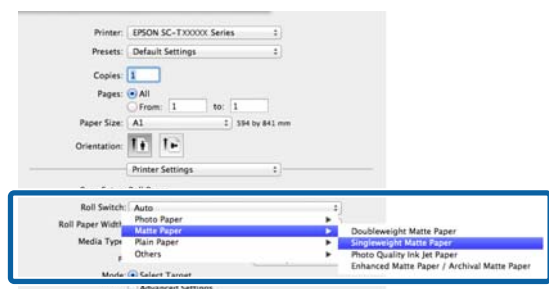 Printer: EPSON SC-TXXXXX Series
Presets: Default Settings
Copies: 1
Pages: All
From: 1 to: 1
Paper Size: A1 594 by 841 mm
Orientation:
Printer Settings
Roll Switch: Auto
Roll Paper Width
Photo Paper
Matte Paper
Doubleweight Matte Paper
Media Type
Plain Paper
Singleweight Matte Paper
Others
Photo Quality Ink Jet Paper
Enhanced Matte Paper / Archival Matte Paper
Mode: Select Target
Advanced Settings